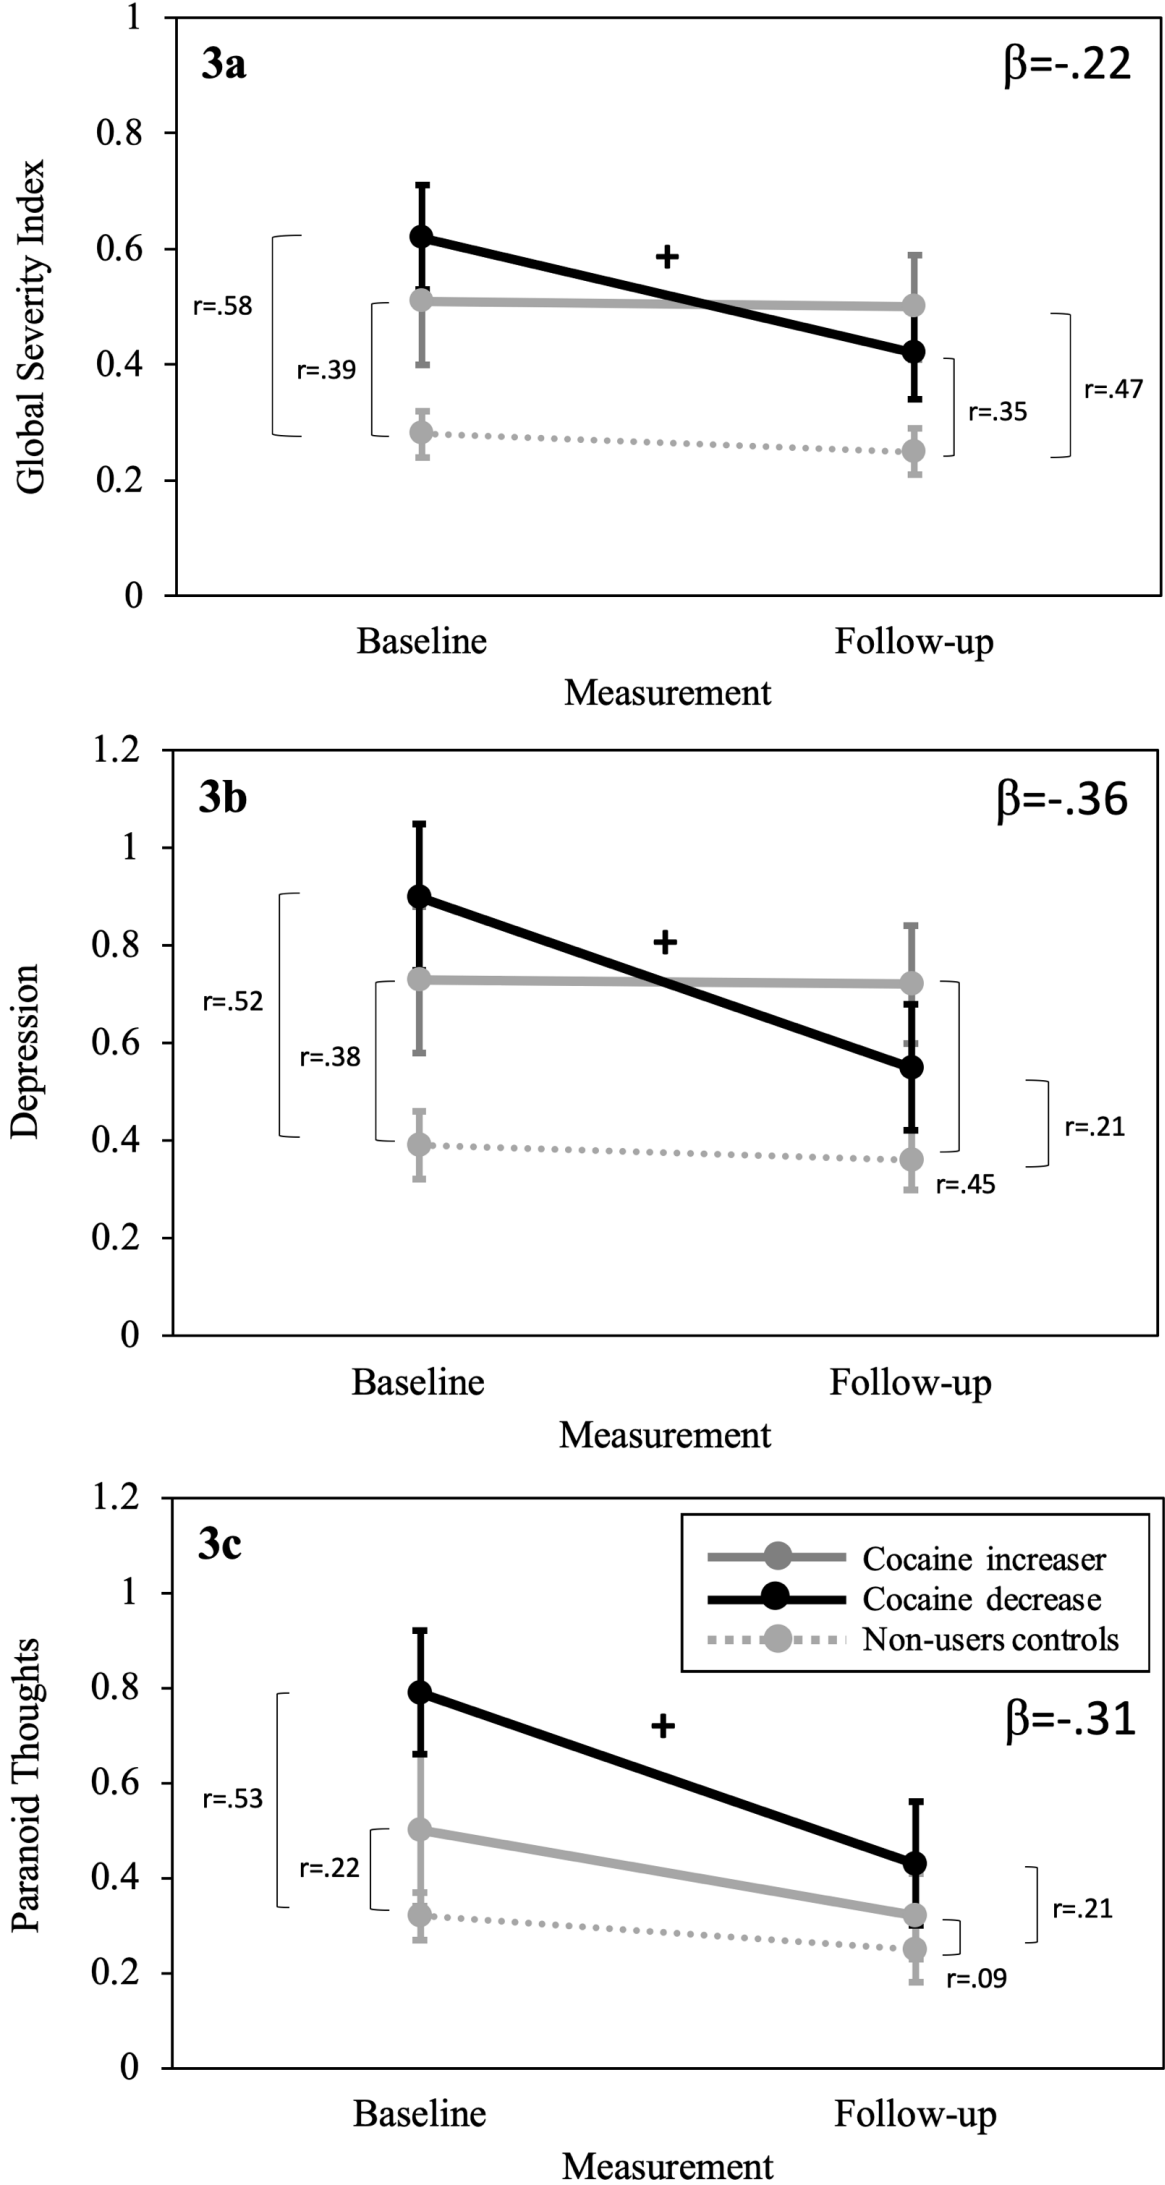 1
3a
β=-.22
0.8
0.6
+
r=.58
r=.39
0.4
r=.47
r=.35
0.2
0
Global Severity Index
Baseline
Follow-up
Measurement
1.2
3b
β=-.36
1
0.8
+
r=.52
0.6
r=.38
0.4
r=.21
r=.45
0.2
0
Depression
Baseline
Follow-up
Measurement
1.2
3c
Cocaine increaser
Cocaine decrease
Non-users controls
1
0.8
β=-.31
+
0.6
r=.53
r=.22
0.4
r=.21
r=.09
0.2
0
Paranoid Thoughts
Baseline
Follow-up
Measurement